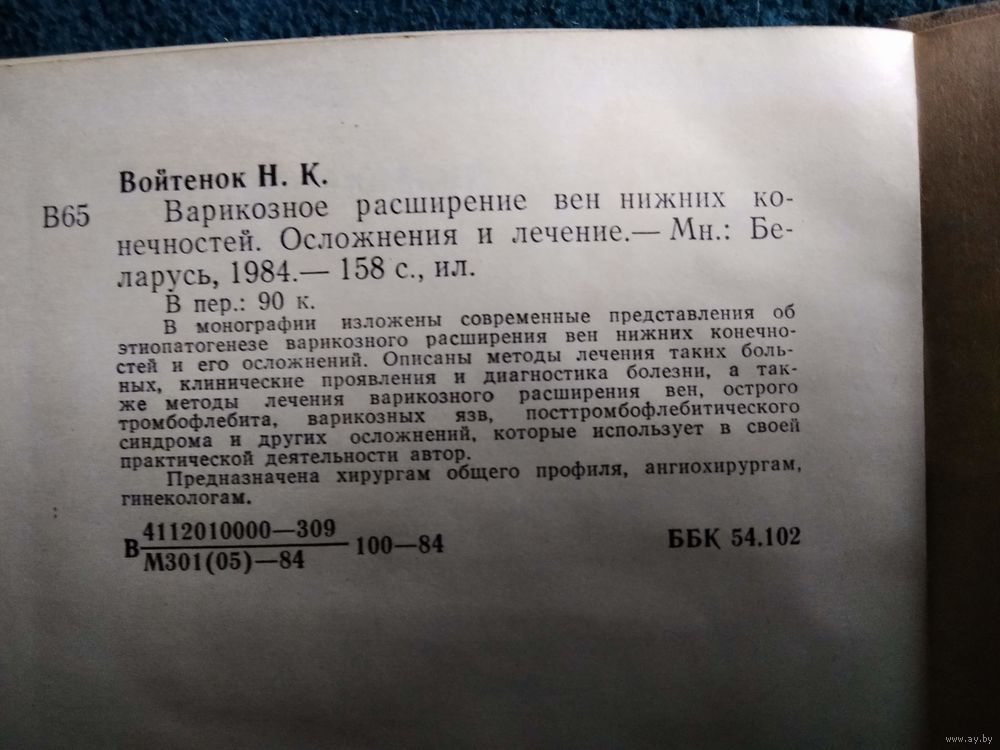 Войтенок Н. К.
В65 Варикозное расширение вен нижних ко-
нечностей. Осложнения и лечение.— Мн.: Бе-
ларусь, 1984.— 158 с., ил.
В пер.: 90 к.
В монографии изложены современные представления об
этиопатогенезе варикозного расширения вен нижних конечно-
стей и его осложнений. Описаны методы лечения таких боль-
ных, клинические проявления и диагностика болезни, а так-
же методы лечения варикозного расширения вен, острого
тромбофлебита, варикозных язв, посттромбофлебитического
синдрома и других осложнений, которые использует в своей
практической деятельности автор.
Предназначена хирургам общего профиля, ангиохирургам,
гинекологам.
4112010000—309
В 100—84 ББК 54.102
М301(05)—84
www.ay.by